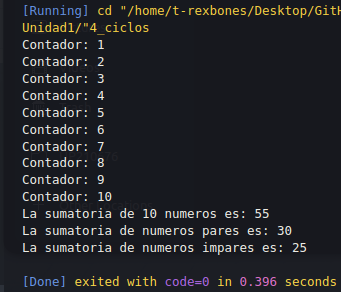 [Running] cd "/home/t-rexbones/Desktop/GitH
Unidad1/"4_ciclos
Contador: 1
Contador: 2
Contador: 3
Contador: 4
Contador: 5
Contador: 6
Contador: 7
Contador: 8
Contador: 9
Contador: 10
La sumatoria de 10 numeros es: 55
La sumatoria de numeros pares es: 30
La sumatoria de numeros impares es: 25
[Done] exited with code=0 in 0.396 seconds